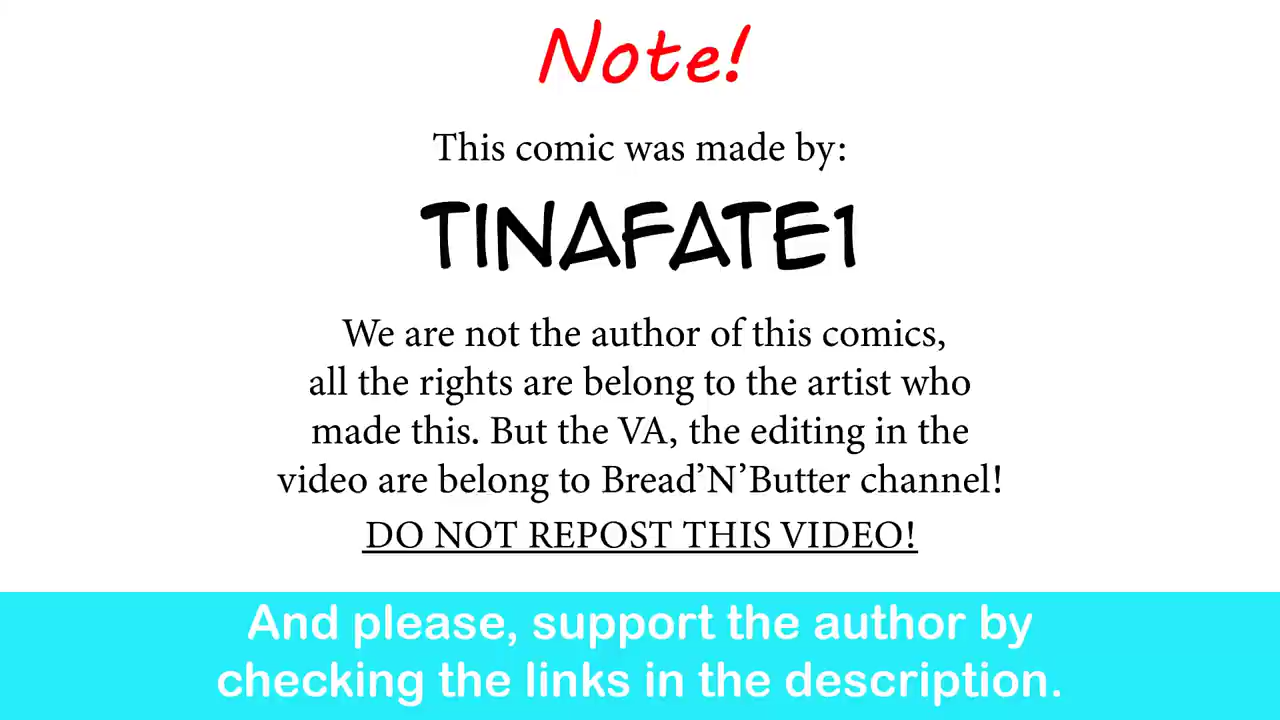 Note!
This comic was made by:
TINAFATE1
We are not the author of this comics,
all the rights are belong to the artist who
made this. But the VA, the editing in the
video are belong to Bread’N’Butter channel!
DO NOT REPOST THIS VIDEO!
And please, support the author by
checking the links in the description.